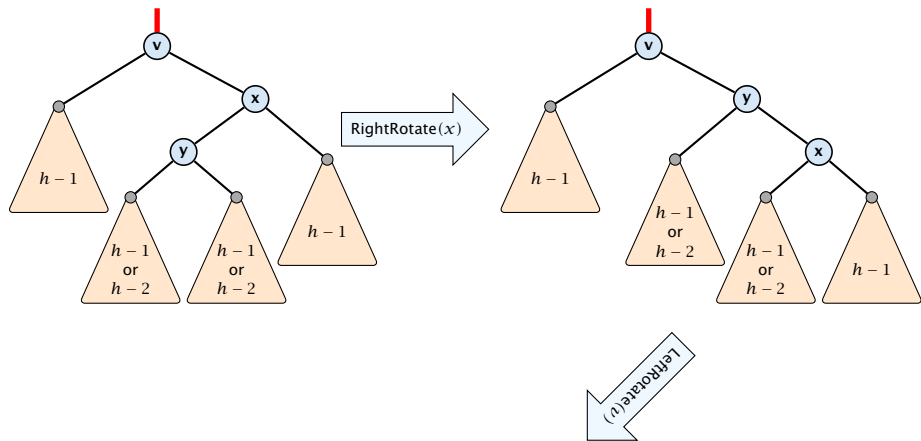 v
x
y
h − 1
h − 1
or
h − 2
h − 1
or
h − 2
h − 1
RightRotate(x)
v
y
x
h − 1
h − 1
or
h − 2
h − 1
or
h − 2
h − 1
LeftRotate(v)